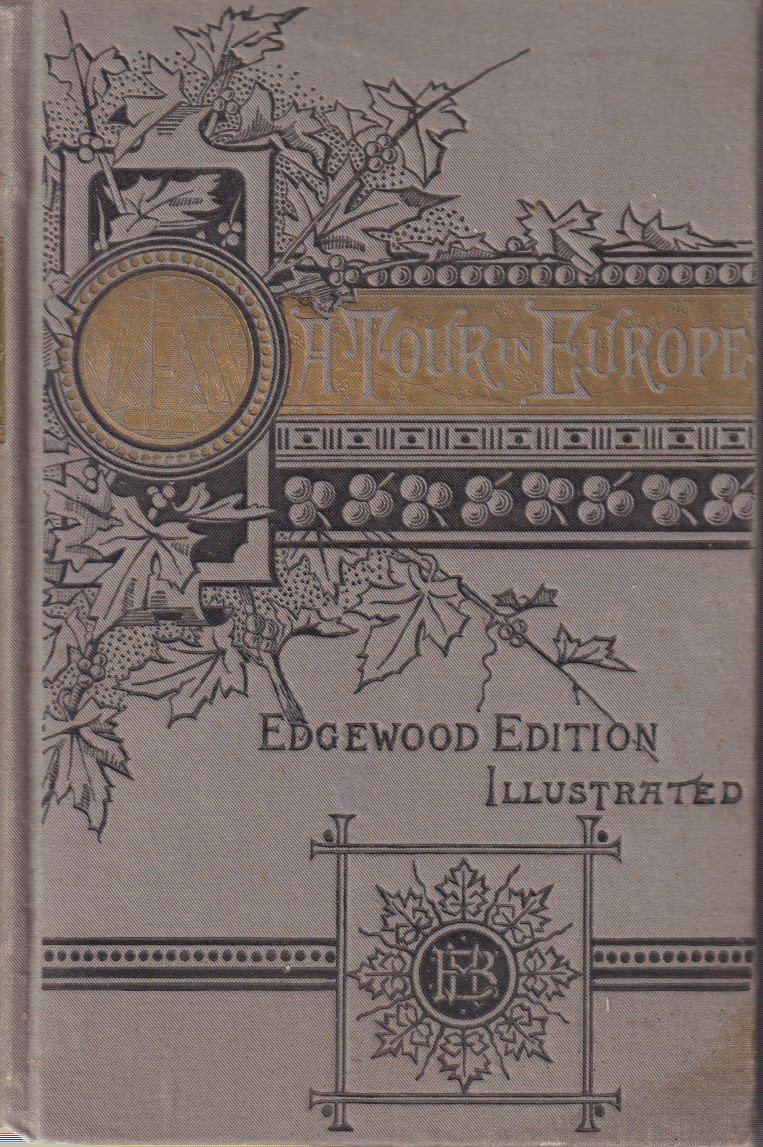 A TOUR IN EUROPE
EDGEWOOD EDITION
ILLUSTRATED